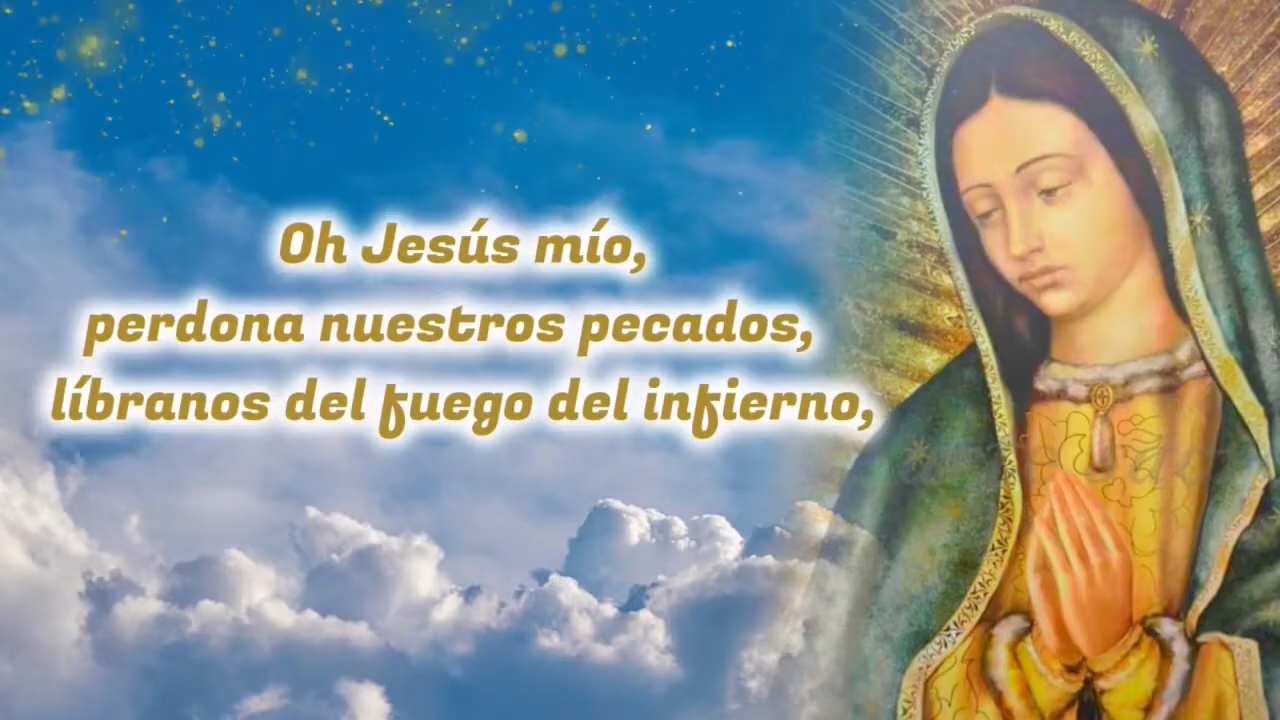 Oh Jesús mío,
perdona nuestros pecados,
líbranos del fuego del infierno,